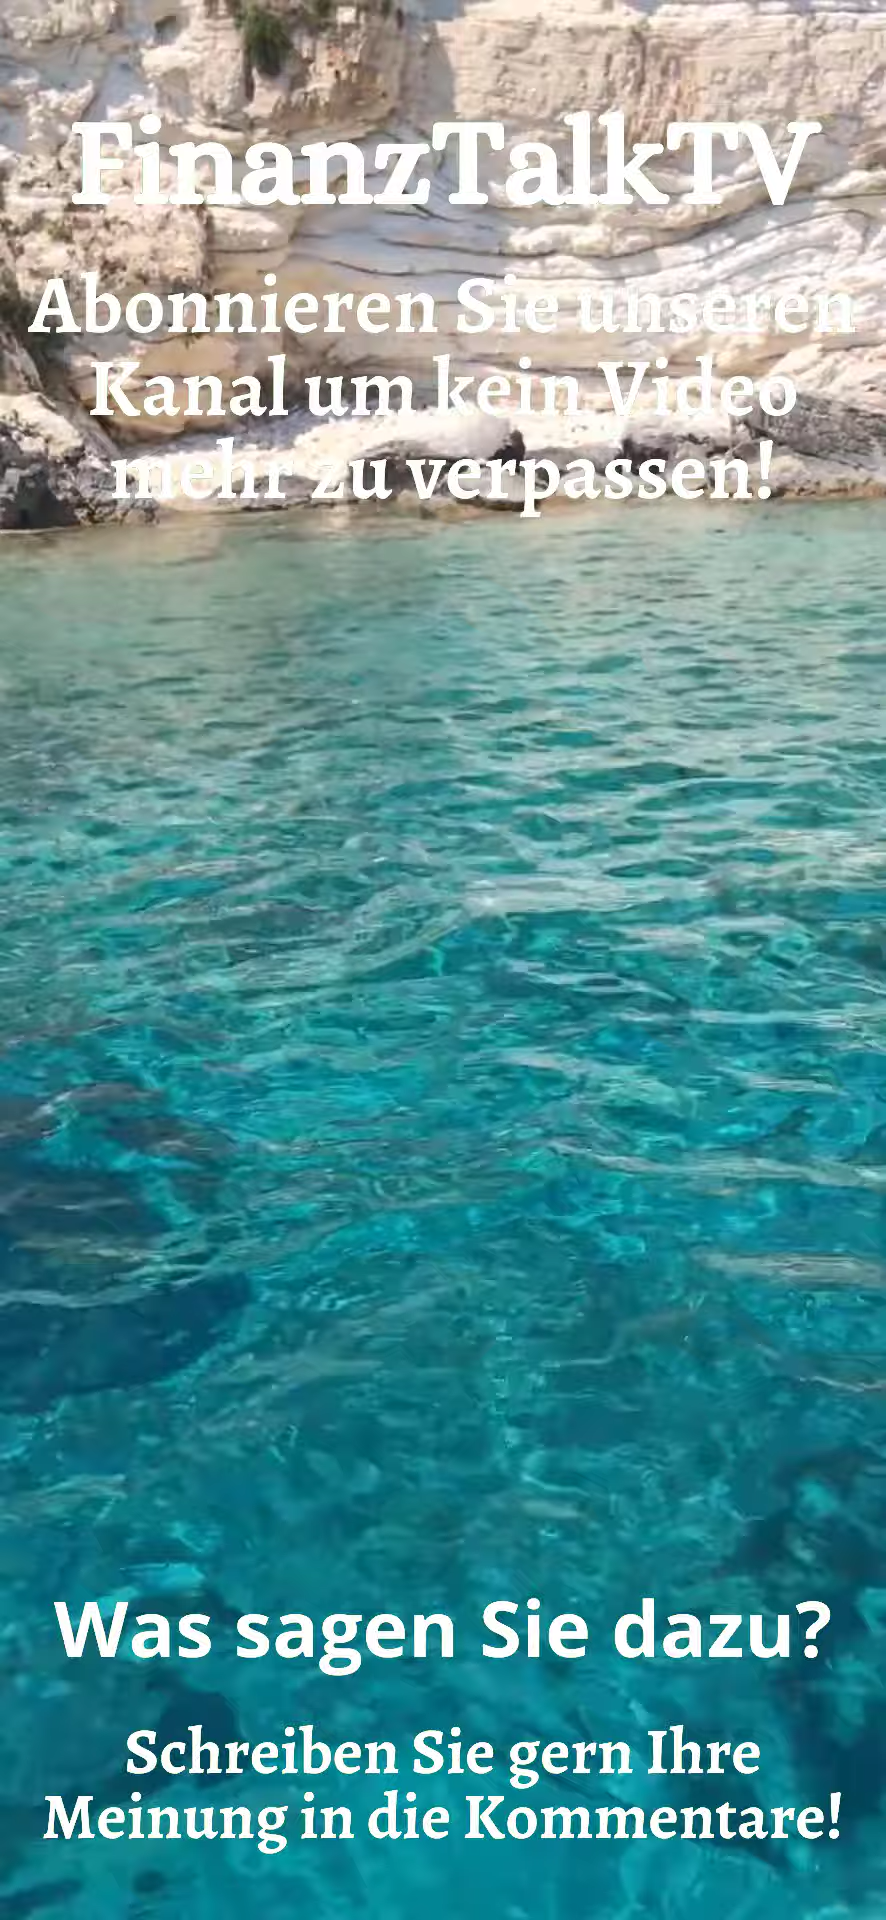 FinanzTalkTV
Abonnieren Sie unseren
Kanal um kein Video
mehr zu verpassen!
Was sagen Sie dazu?
Schreiben Sie gern Ihre
Meinung in die Kommentare!